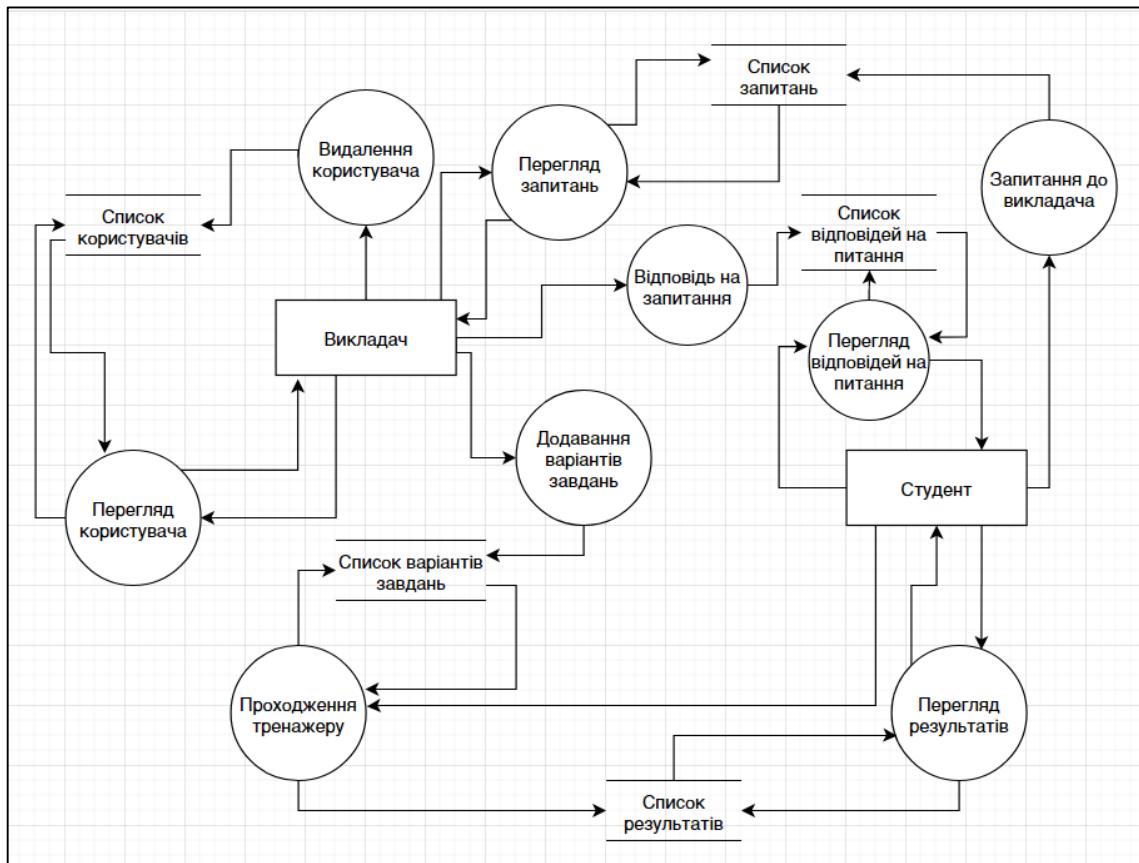 Список
запитань
Видалення
користувача
Перегляд
запитань
Запитання до
викладача
Список
користувачів
Список
відповідей на
питання
Відповідь на
запитання
Викладач
Перегляд
відповідей на
питання
Додавання
варіантів
завдань
Студент
Перегляд
користувача
Список варіантів
завдань
Проходження
тренажеру
Перегляд
результатів
Список
результатів